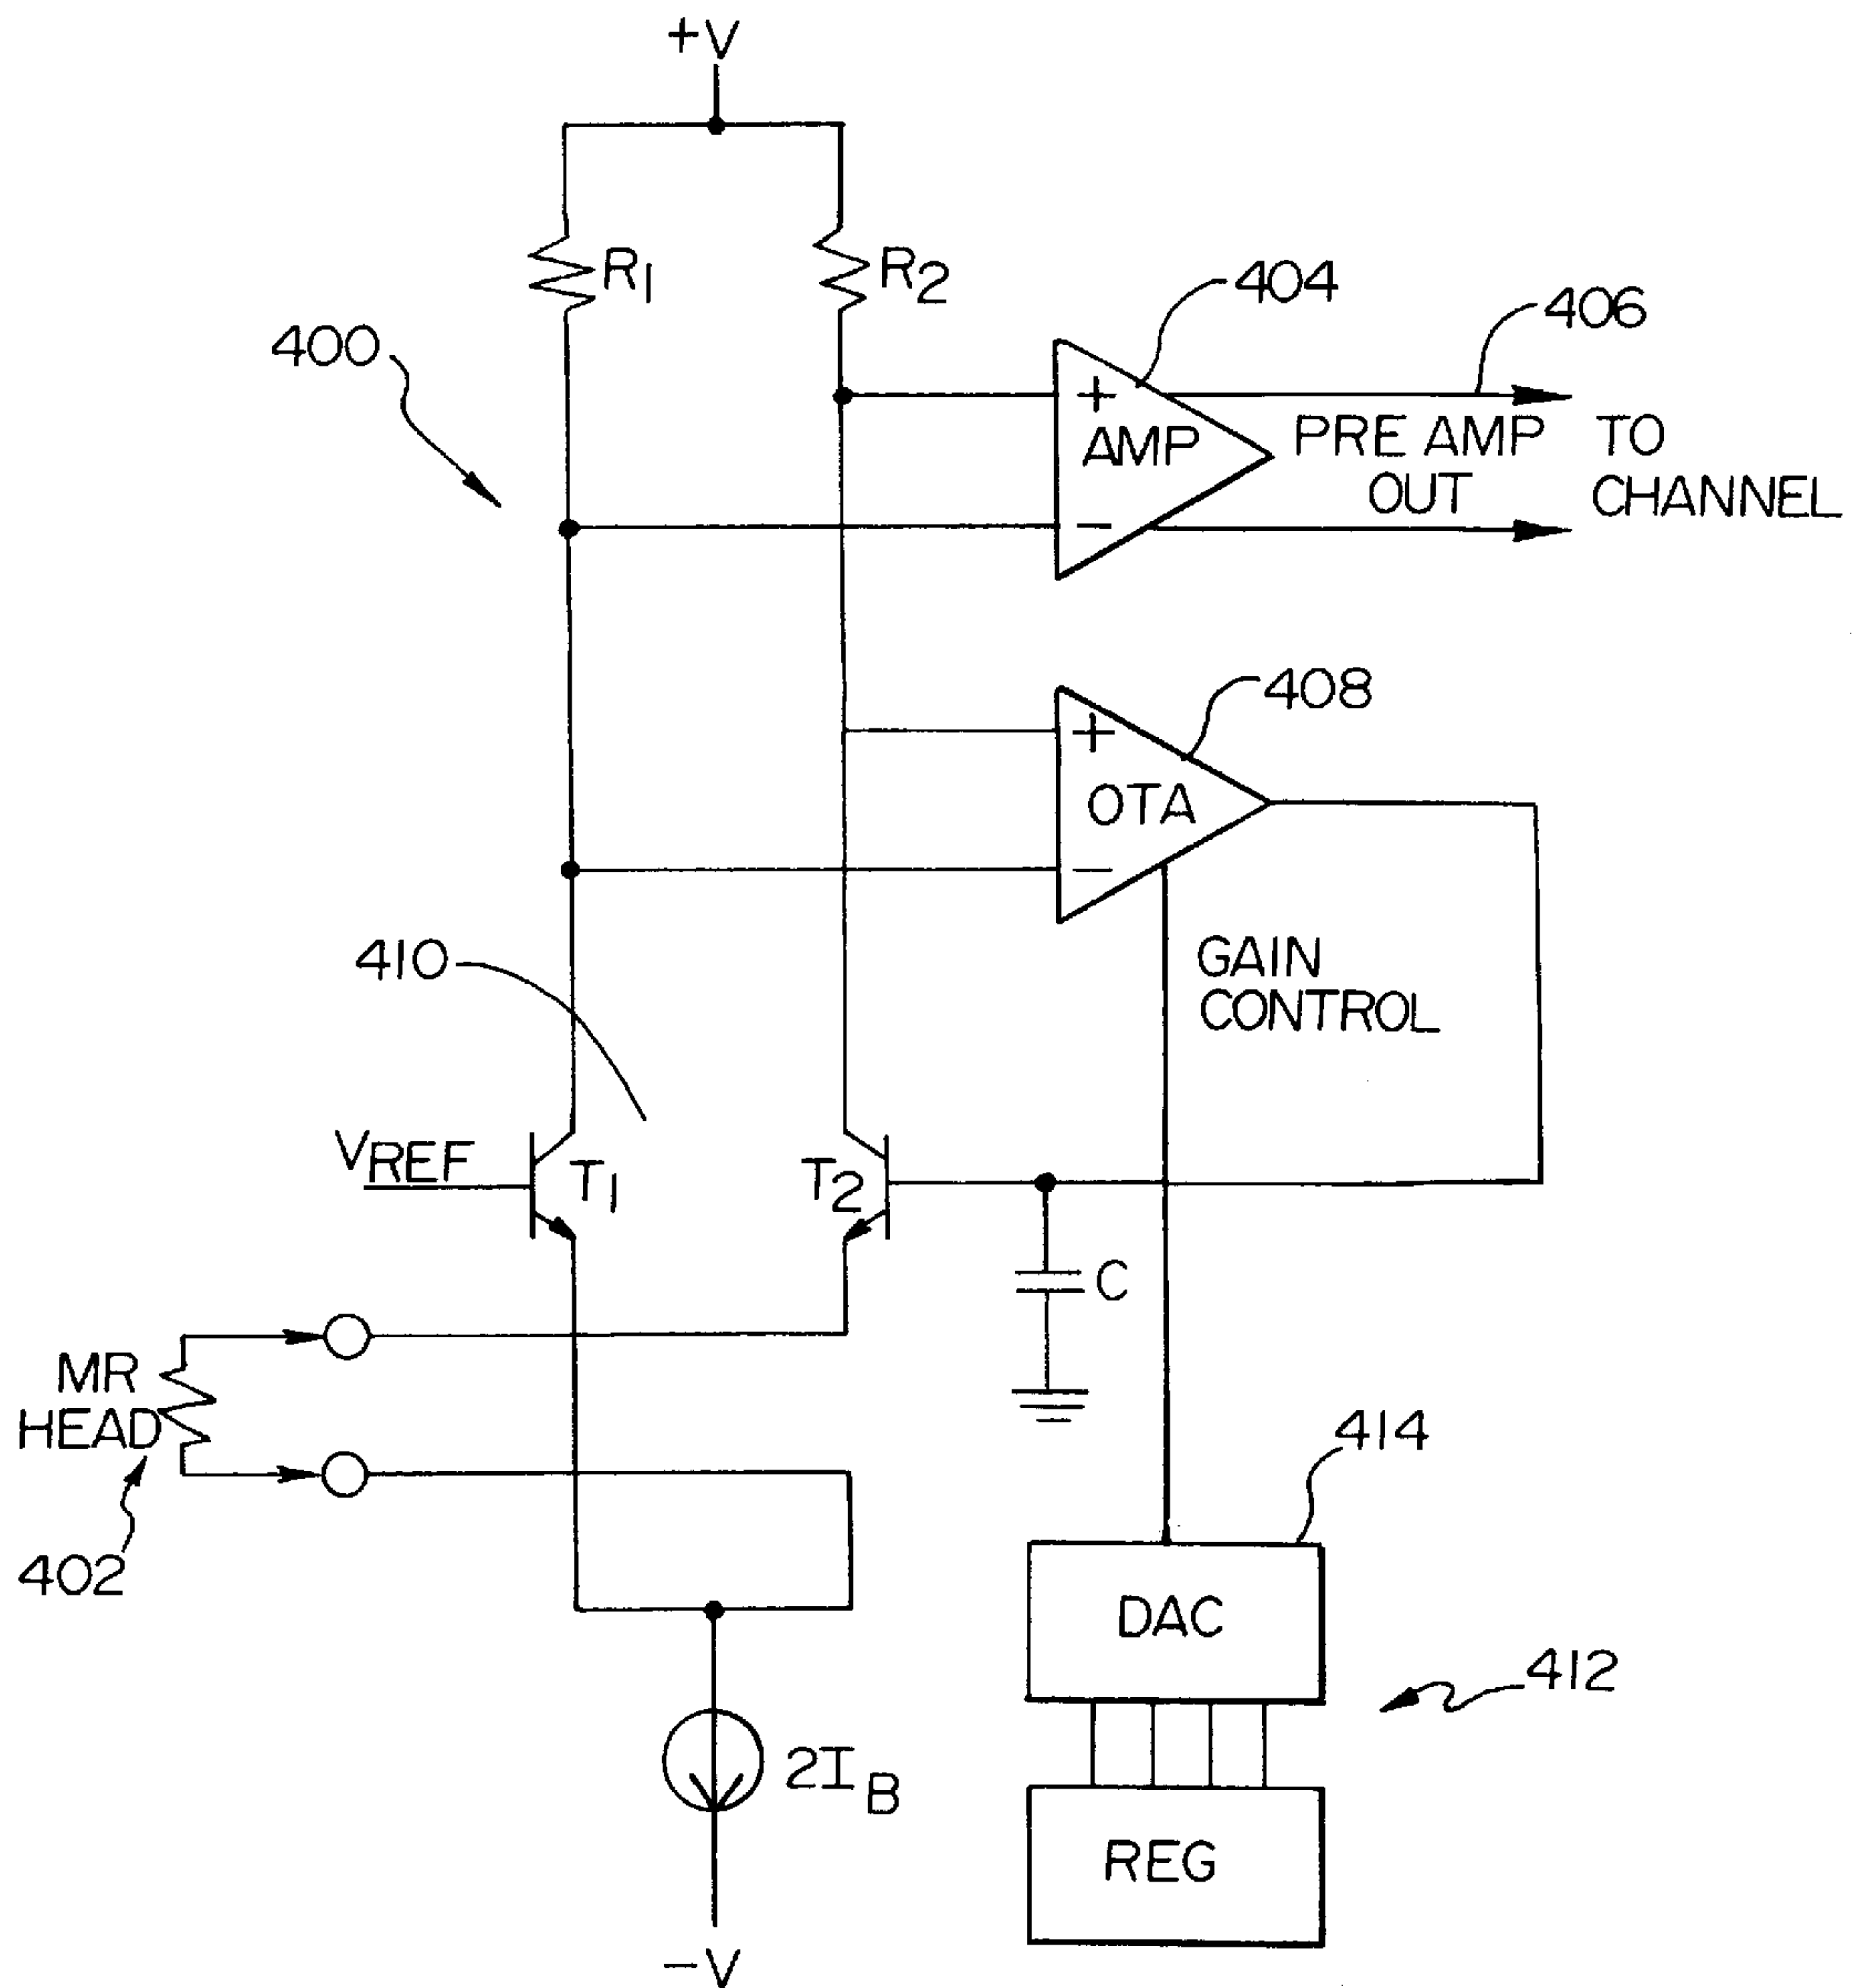 +V
R1
R2
404
406
400
+
AMP
−
PRE AMP
OUT
TO
CHANNEL
408
+
OTA
−
410
GAIN
CONTROL
VREF
T1
T2
C
MR
HEAD
402
414
DAC
412
2IB
REG
−V